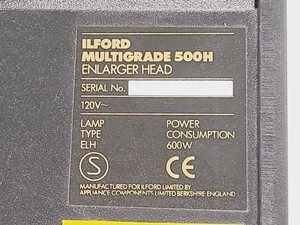 ILFORD
MULTIGRADE 500H
ENLARGER HEAD
SERIAL No.
120V~
LAMP POWER
TYPE CONSUMPTION
ELH 600W
S CE
MANUFACTURED FOR ILFORD LIMITED BY
APPLIANCE COMPONENTS LIMITED BERKSHIRE ENGLAND